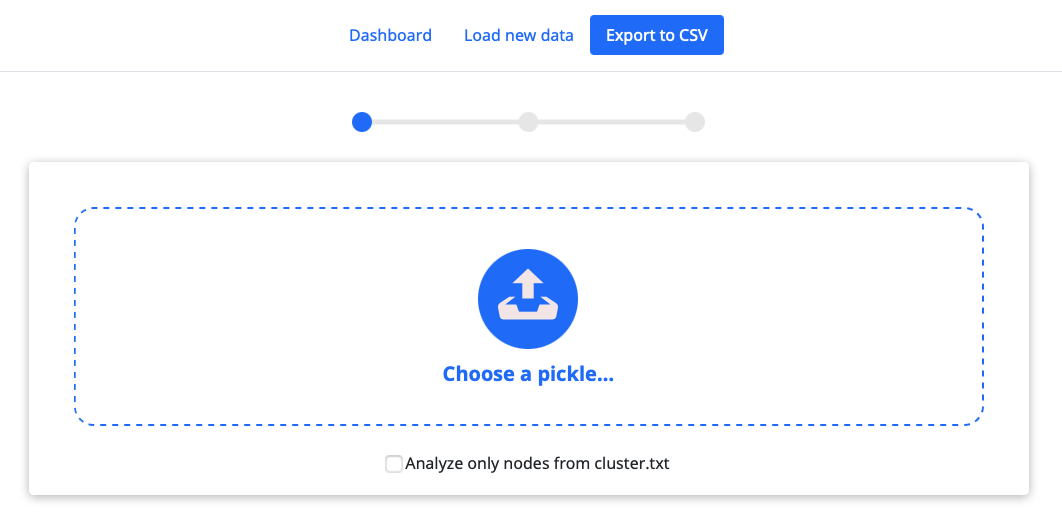 Dashboard Load new data Export to CSV
Choose a pickle...
Analyze only nodes from cluster.txt